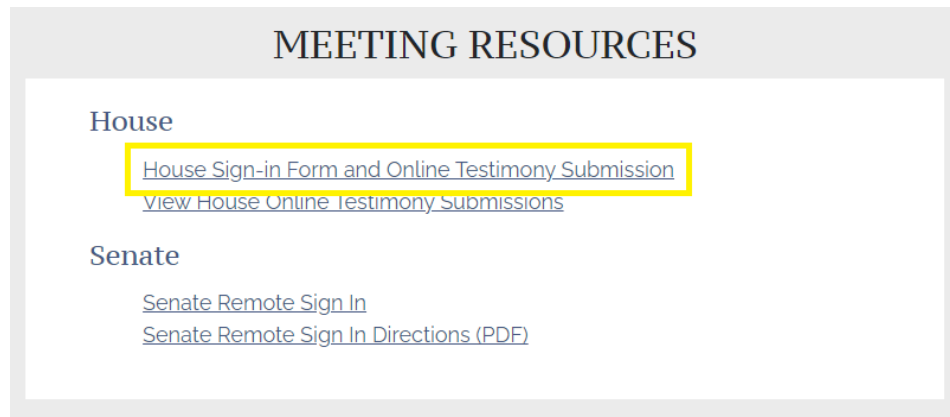 MEETING RESOURCES
House
House Sign-in Form and Online Testimony Submission
View House Online Testimony Submissions
Senate
Senate Remote Sign In
Senate Remote Sign In Directions (PDF)